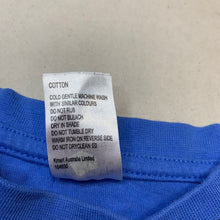 COTTON
COLD GENTLE MACHINE WASH
WITH SIMILAR COLOURS
DO NOT RUB
DO NOT BLEACH
DRY IN SHADE
DO NOT TUMBLE DRY
WARM IRON ON REVERSE SIDE
DO NOT DRYCLEAN
Kmart Australia Limited